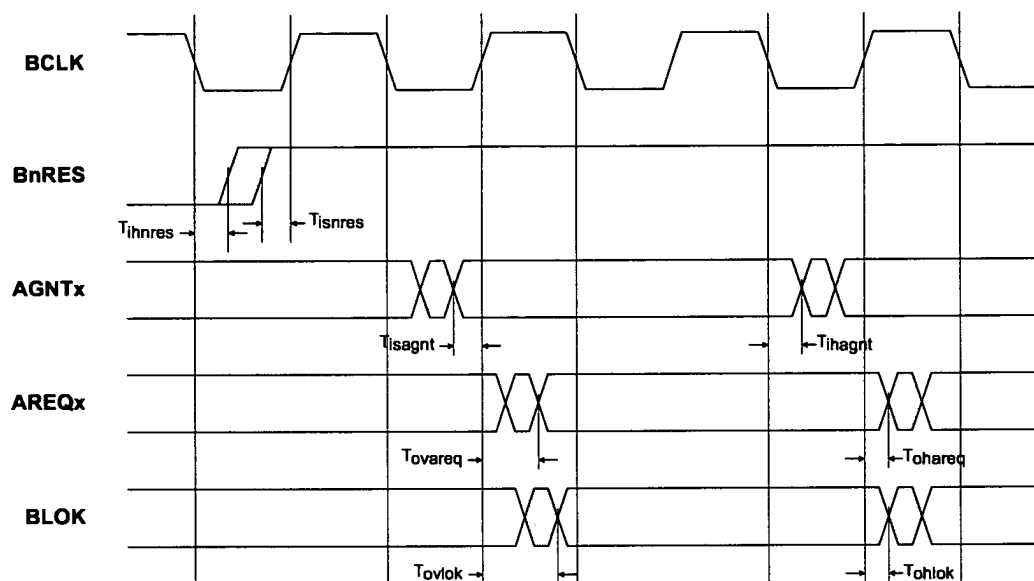 BCLK
BnRES
Tihnres
Tisnres
AGNTx
Tisagnt
Tihagnt
AREQx
Tovareq
Tohareq
BLOK
Tovlok
Tohlok